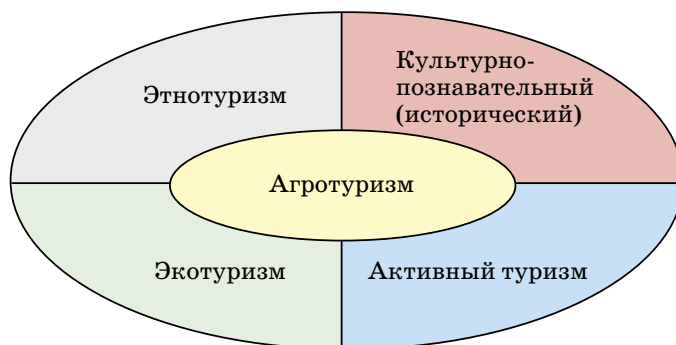 Этнотуризм
Культурно-
познавательный
(исторический)
Агротуризм
Экотуризм
Активный туризм